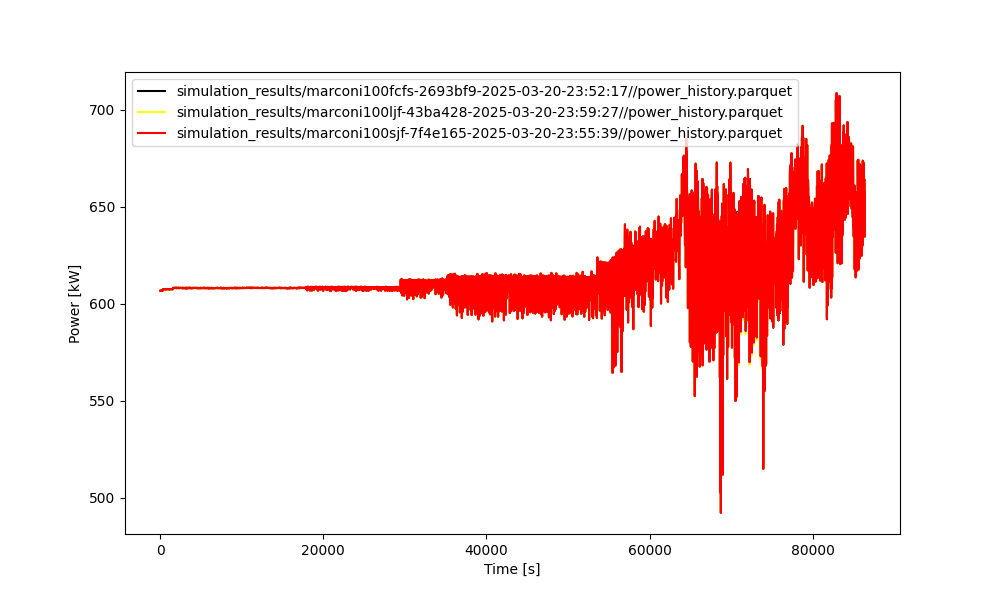 simulation_results/marconi100fcfs-2693bf9-2025-03-20-23:52:17//power_history.parquet
simulation_results/marconi100ljf-43ba428-2025-03-20-23:59:27//power_history.parquet
simulation_results/marconi100sjf-7f4e165-2025-03-20-23:55:39//power_history.parquet
700
650
600
550
500
Power [kW]
0 20000 40000 60000 80000
Time [s]